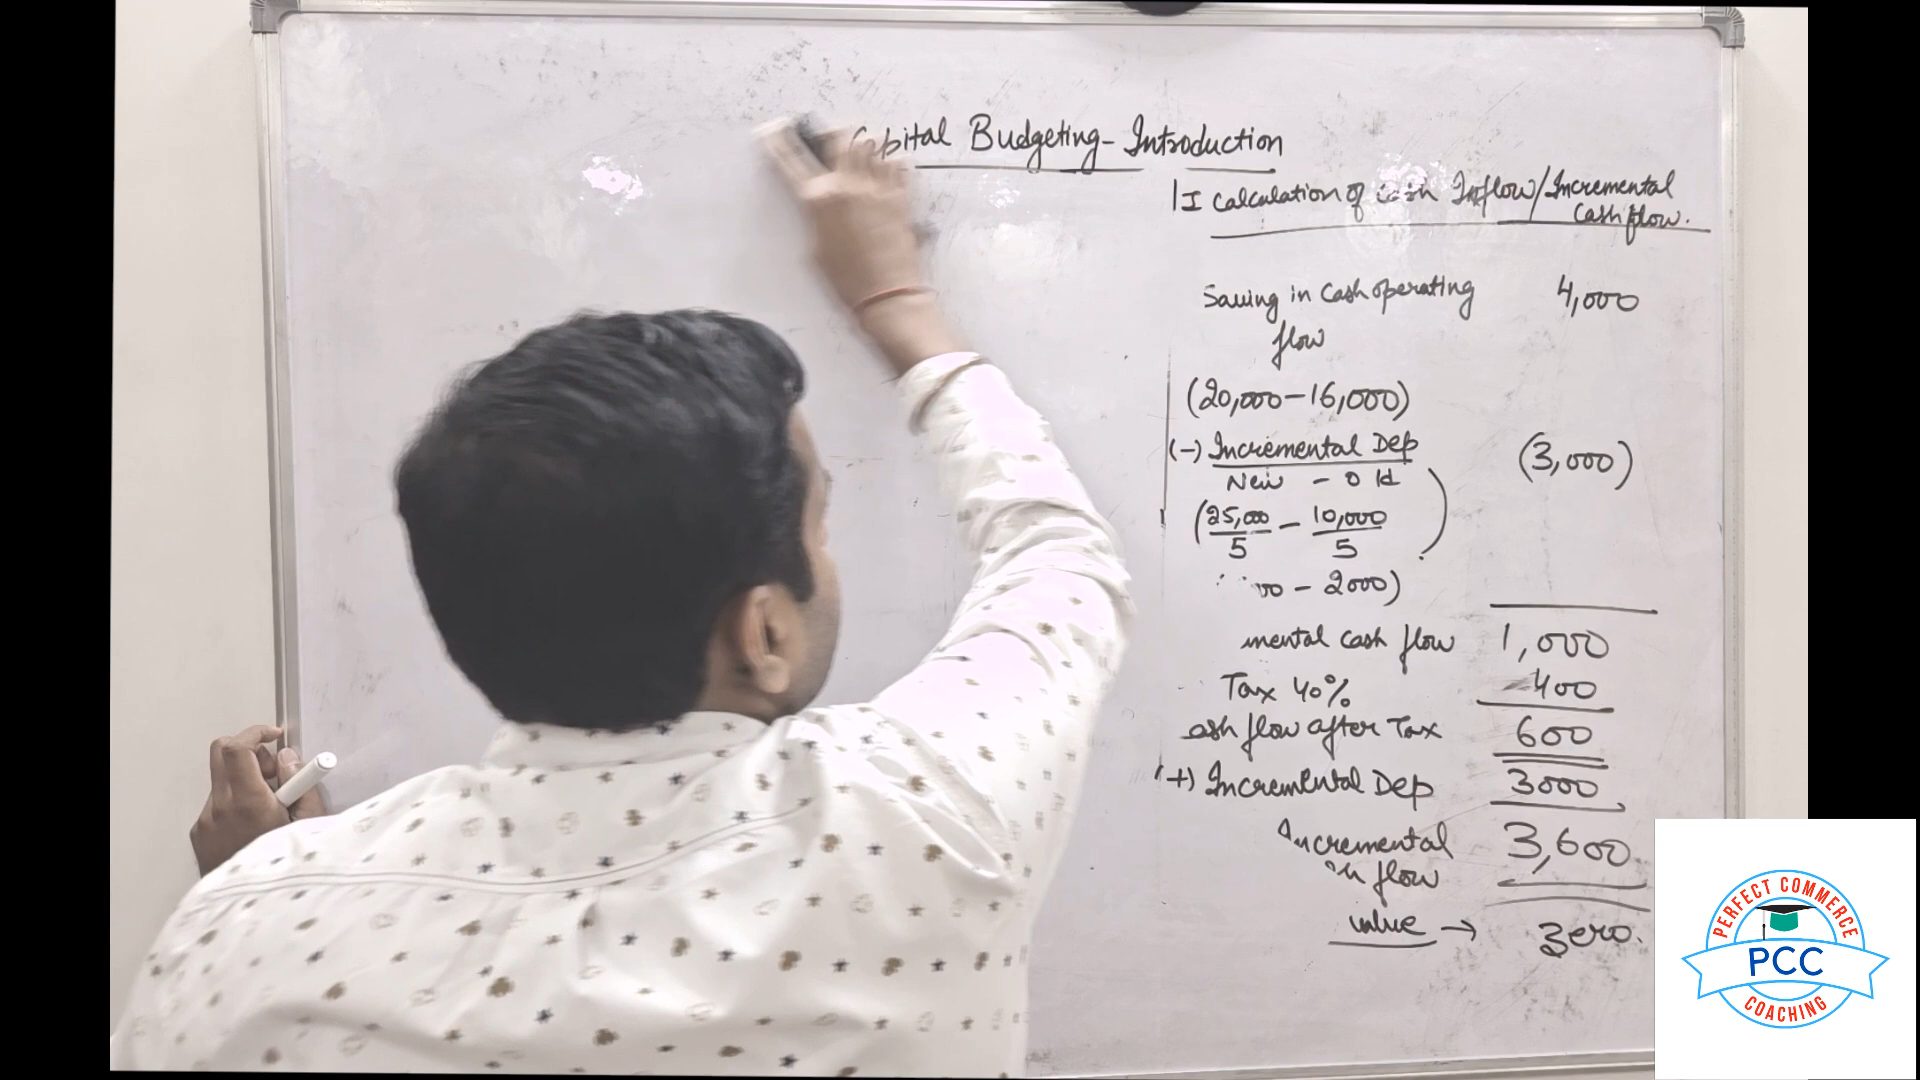 Capital Budgeting - Introduction
II Calculation of cash Inflow/Incremental
Cash flow.
Saving in Cash operating 4,000
flow
(20,000 - 16,000)
(-) Incremental Dep (3,000)
New - Old
(25,000/5 - 10,000/5)
00 - 2000)
mental cash flow 1,000
Tax 40% 400
ash flow after Tax 600
(+) Incremental Dep 3000
Incremental 3,600
flow
value → Zero.
PERFECT COMMERCE
PCC
COACHING